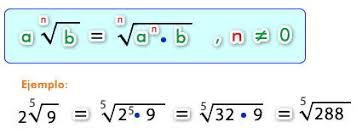 a ⁿ√b = ⁿ√(aⁿ • b) , n ≠ 0
Ejemplo:
2 ⁵√9 = ⁵√(2⁵ • 9) = ⁵√(32 • 9) = ⁵√288